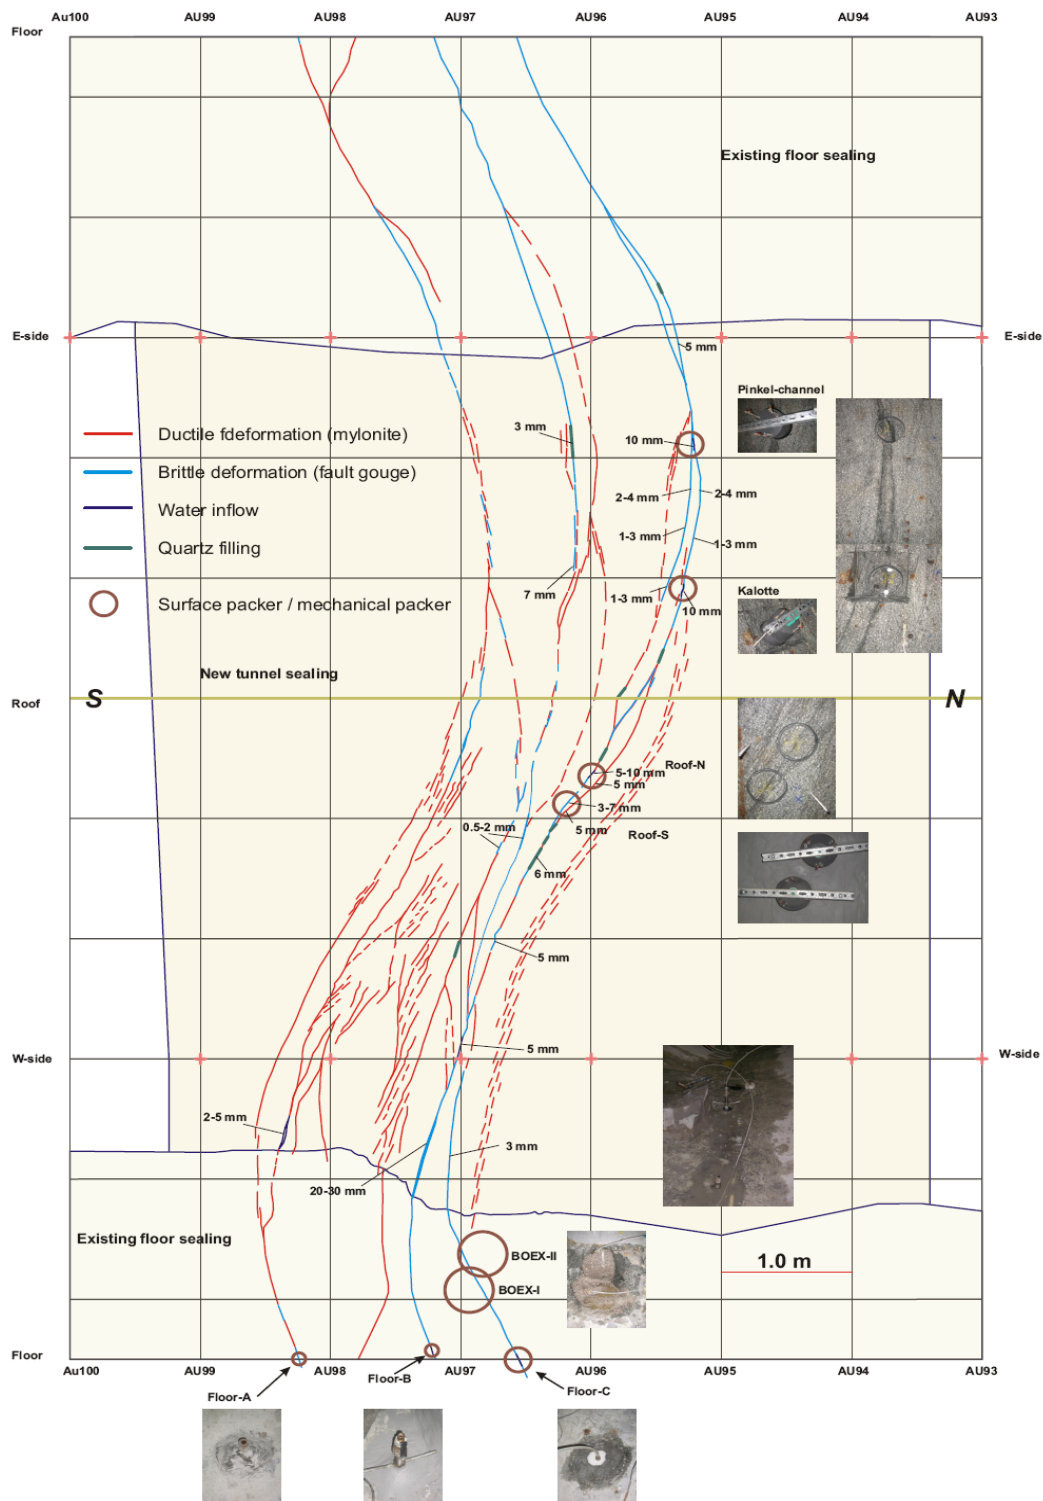 Au100 AU99 AU98 AU97 AU96 AU95 AU94 AU93
Floor
Existing floor sealing
E-side E-side
5 mm
Pinkel-channel
Ductile fdeformation (mylonite)
3 mm
10 mm
Brittle deformation (fault gouge)
2-4 mm 2-4 mm
Water inflow
1-3 mm 1-3 mm
Quartz filling
7 mm 1-3 mm Kalotte
Surface packer / mechanical packer
10 mm
New tunnel sealing
S N
Roof
5-10 mm Roof-N
5 mm
3-7 mm
0.5-2 mm 5 mm Roof-S
6 mm
5 mm
5 mm
W-side W-side
2-5 mm
3 mm
20-30 mm
Existing floor sealing
BOEX-II 1.0 m
BOEX-I
Floor
Au100 AU99 AU98 AU97 AU96 AU95 AU94 AU93
Floor-B
Floor-A Floor-C